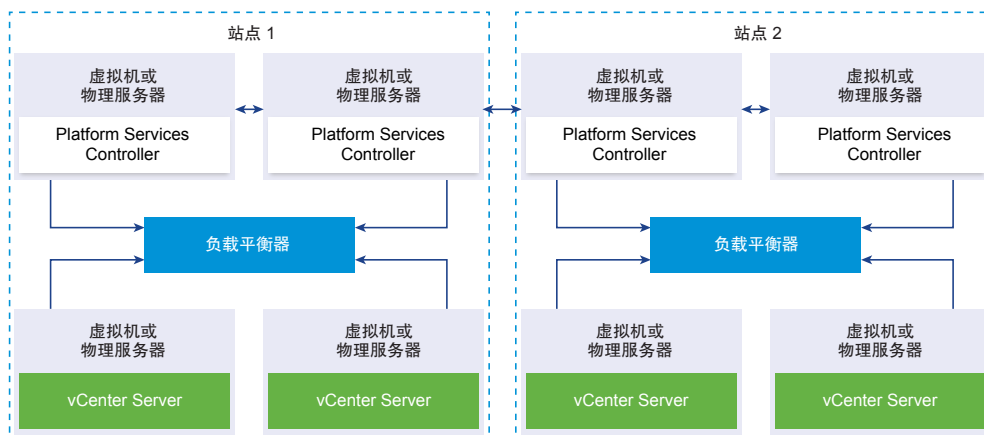 站点 1
站点 2
虚拟机或
物理服务器
Platform Services
Controller
虚拟机或
物理服务器
Platform Services
Controller
虚拟机或
物理服务器
Platform Services
Controller
虚拟机或
物理服务器
Platform Services
Controller
负载平衡器
负载平衡器
虚拟机或
物理服务器
vCenter Server
虚拟机或
物理服务器
vCenter Server
虚拟机或
物理服务器
vCenter Server
虚拟机或
物理服务器
vCenter Server